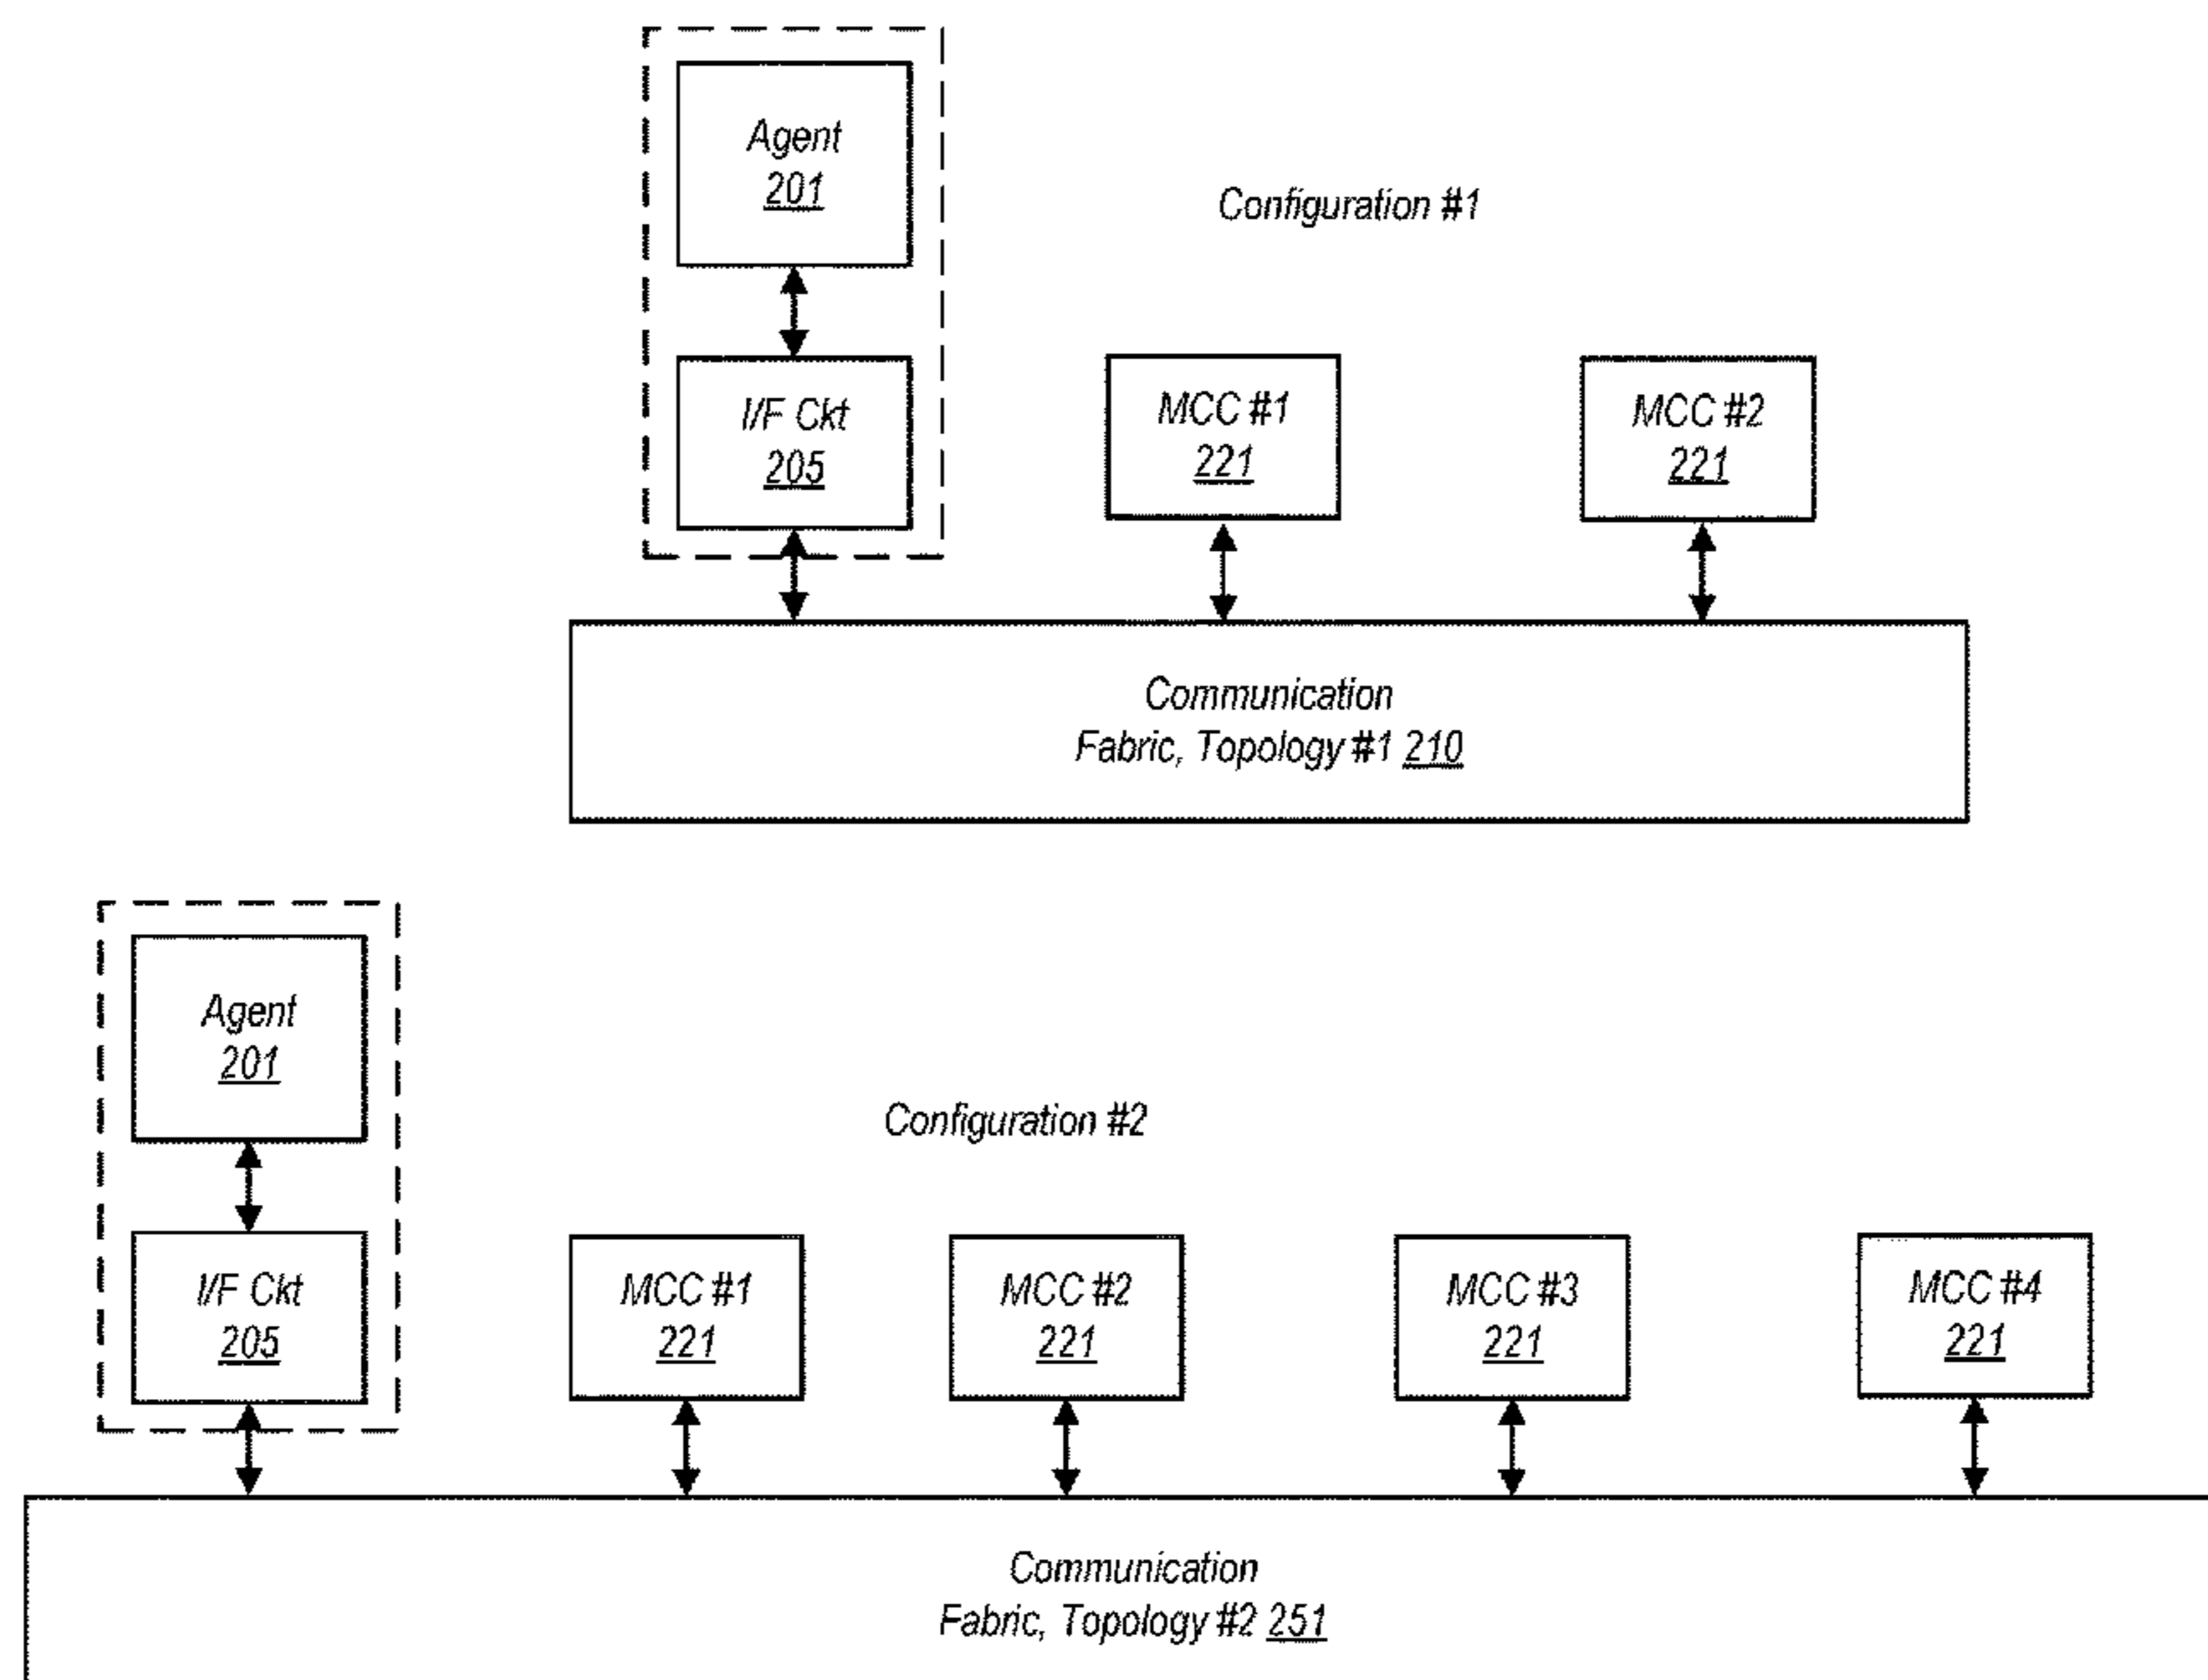 Agent
201
Configuration #1
I/F Ckt
205
MCC #1
221
MCC #2
221
Communication
Fabric, Topology #1 210
Agent
201
Configuration #2
I/F Ckt
205
MCC #1
221
MCC #2
221
MCC #3
221
MCC #4
221
Communication
Fabric, Topology #2 251